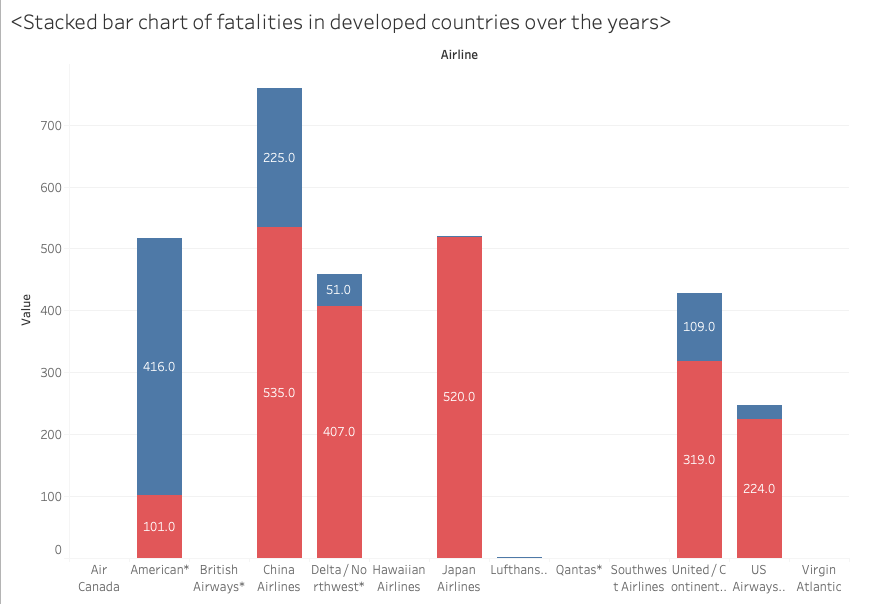 <Stacked bar chart of fatalities in developed countries over the years>
Airline
Value
700
600
500
400
300
200
100
0
225.0
51.0
109.0
416.0
535.0
520.0
407.0
319.0
224.0
101.0
Air
Canada
American*
British
Airways*
China
Airlines
Delta / No
rthwest*
Hawaiian
Airlines
Japan
Airlines
Lufthans..
Qantas*
Southwes
t Airlines
United / C
ontinent..
US
Airways..
Virgin
Atlantic